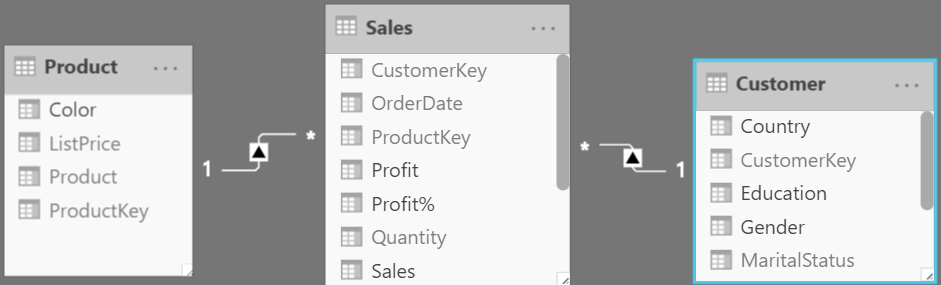 Product
Color
ListPrice
Product
ProductKey
1
*
Sales
CustomerKey
OrderDate
ProductKey
Profit
Profit%
Quantity
Sales
*
1
Customer
Country
CustomerKey
Education
Gender
MaritalStatus